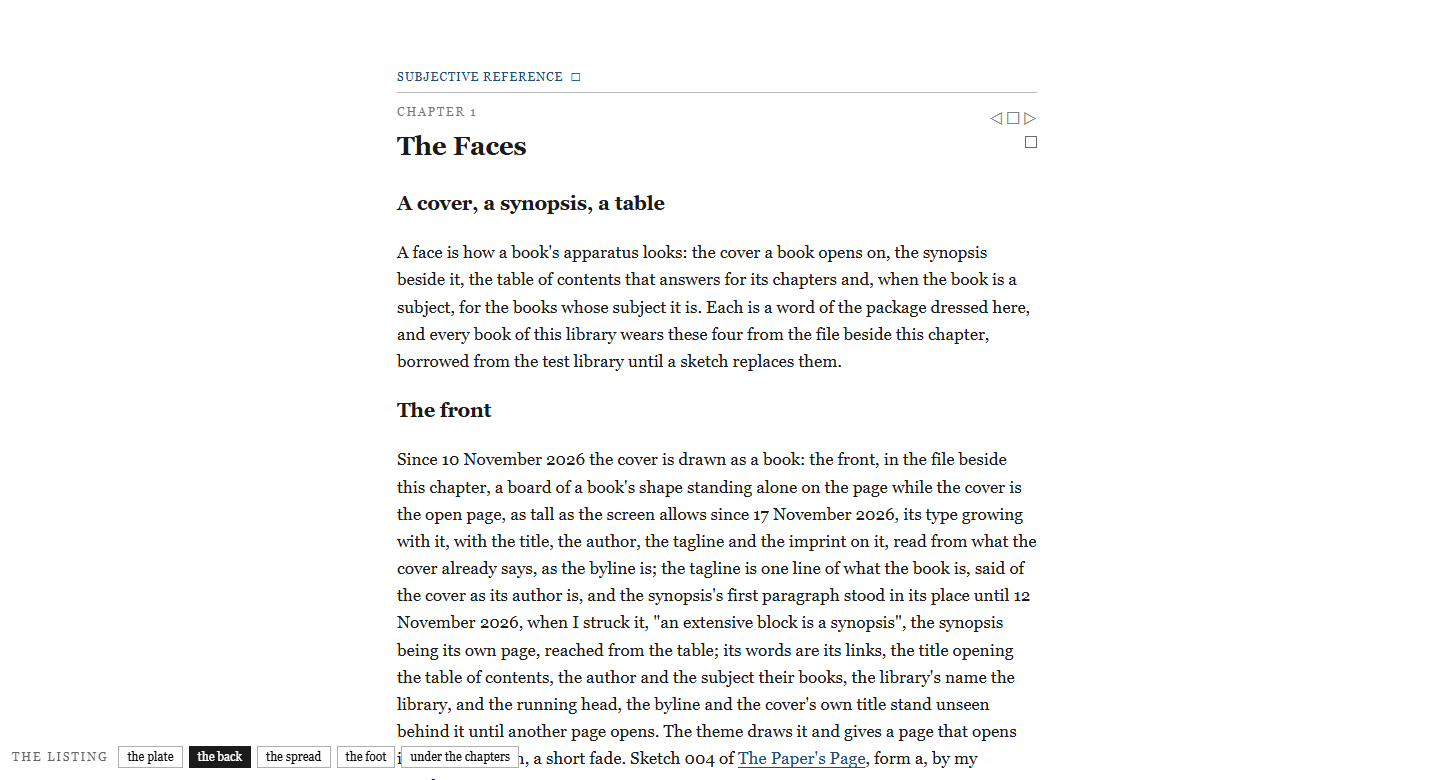 SUBJECTIVE REFERENCE
CHAPTER 1
The Faces
A cover, a synopsis, a table
A face is how a book's apparatus looks: the cover a book opens on, the synopsis
beside it, the table of contents that answers for its chapters and, when the book is a
subject, for the books whose subject it is. Each is a word of the package dressed here,
and every book of this library wears these four from the file beside this chapter,
borrowed from the test library until a sketch replaces them.
The front
Since 10 November 2026 the cover is drawn as a book: the front, in the file beside
this chapter, a board of a book's shape standing alone on the page while the cover is
the open page, as tall as the screen allows since 17 November 2026, its type growing
with it, with the title, the author, the tagline and the imprint on it, read from what the
cover already says, as the byline is; the tagline is one line of what the book is, said of
the cover as its author is, and the synopsis's first paragraph stood in its place until 12
November 2026, when I struck it, "an extensive block is a synopsis", the synopsis
being its own page, reached from the table; its words are its links, the title opening
the table of contents, the author and the subject their books, the library's name the
library, and the running head, the byline and the cover's own title stand unseen
behind it until another page opens. The theme draws it and gives a page that opens
a short fade. Sketch 004 of The Paper's Page, form a, by my
THE LISTING the plate the back the spread the foot under the chapters